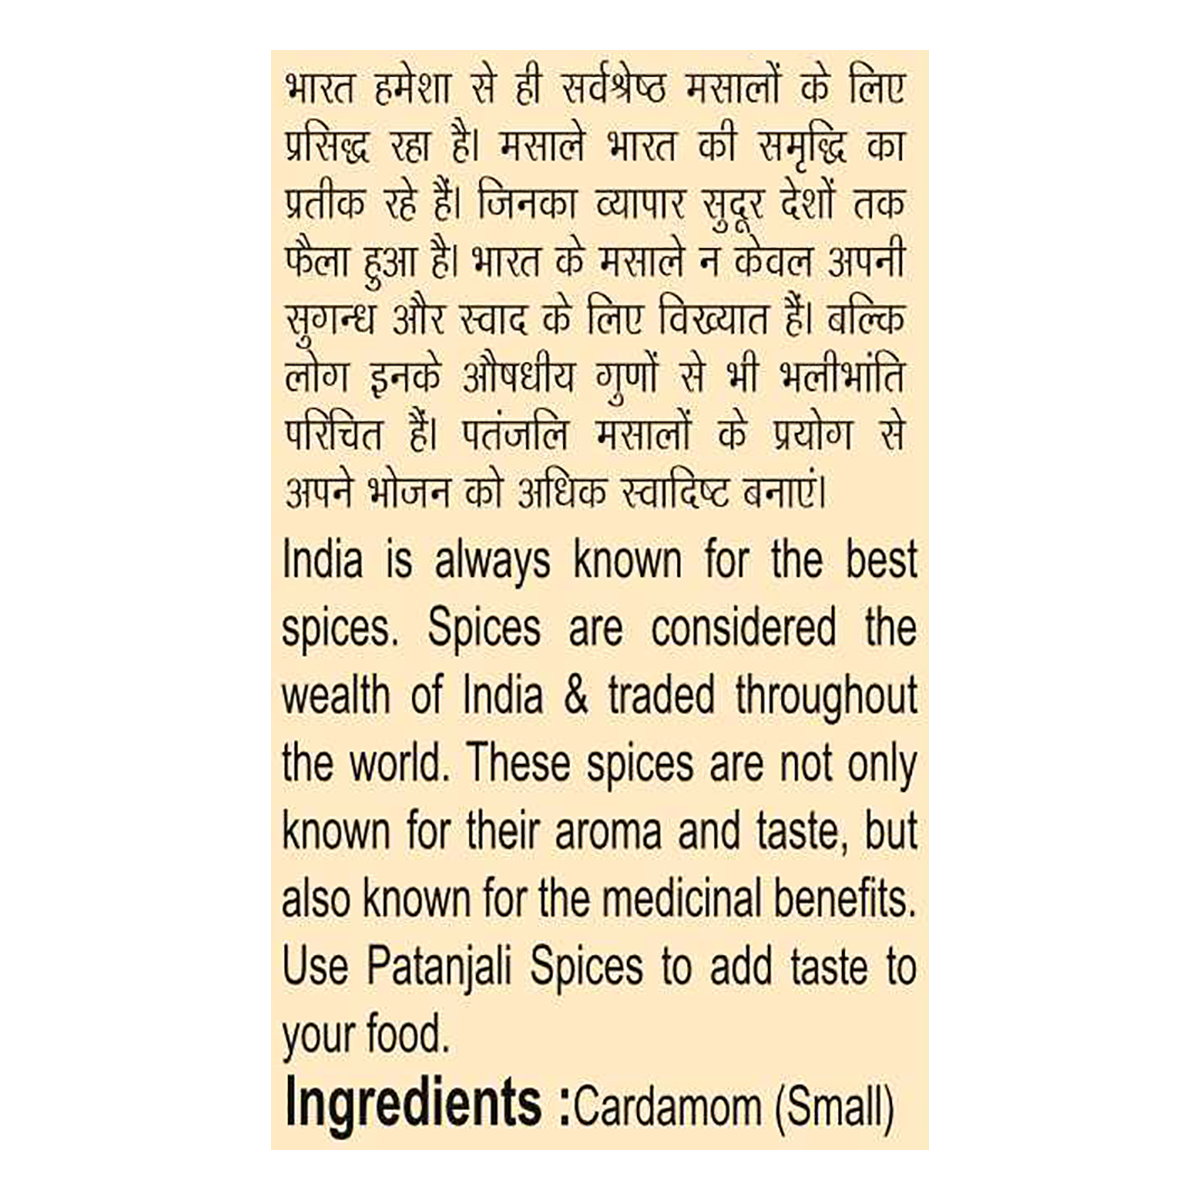 भारत हमेशा से ही सर्वश्रेष्ठ मसालों के लिए
प्रसिद्ध रहा है। मसाले भारत की समृद्धि का
प्रतीक रहे हैं। जिनका व्यापार सुदूर देशों तक
फैला हुआ है। भारत के मसाले न केवल अपनी
सुगन्ध और स्वाद के लिए विख्यात हैं। बल्कि
लोग इनके औषधीय गुणों से भी भलीभांति
परिचित हैं। पतंजलि मसालों के प्रयोग से
अपने भोजन को अधिक स्वादिष्ट बनाएं।
India is always known for the best
spices. Spices are considered the
wealth of India & traded throughout
the world. These spices are not only
known for their aroma and taste, but
also known for the medicinal benefits.
Use Patanjali Spices to add taste to
your food.
Ingredients :Cardamom (Small)